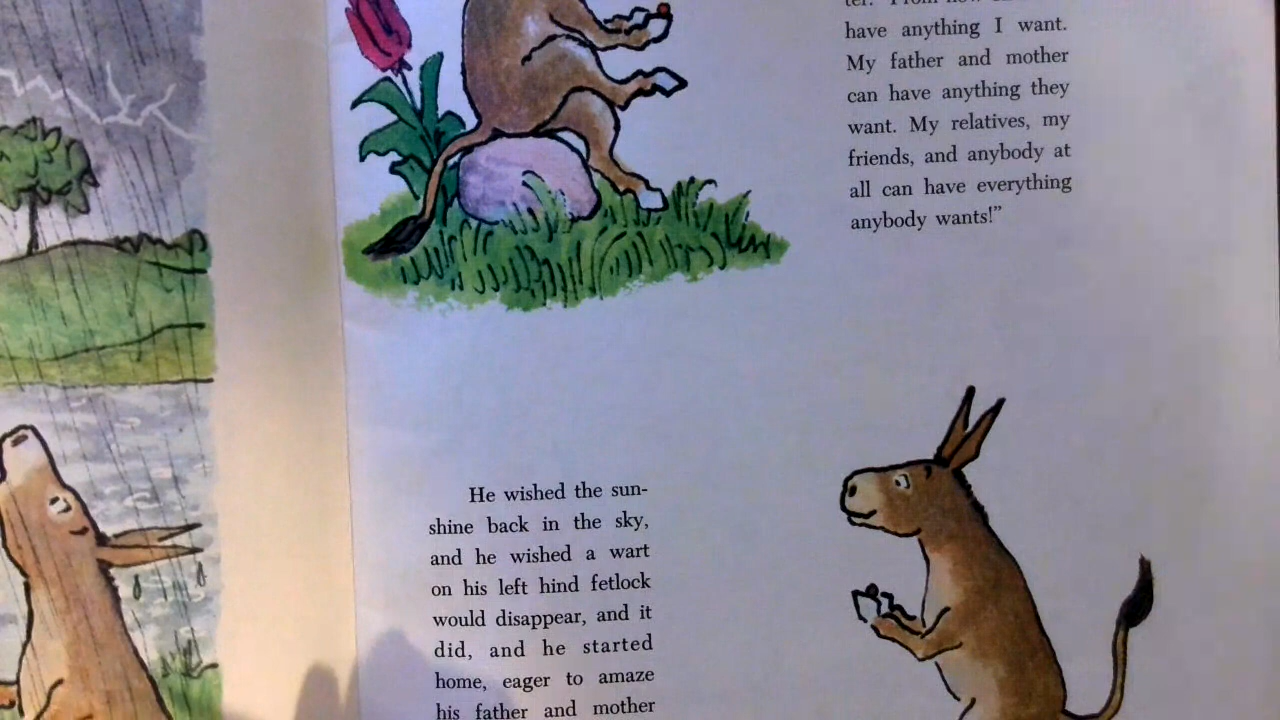 have anything I want.
My father and mother
can have anything they
want. My relatives, my
friends, and anybody at
all can have everything
anybody wants!”
He wished the sun-
shine back in the sky,
and he wished a wart
on his left hind fetlock
would disappear, and it
did, and he started
home, eager to amaze
his father and mother